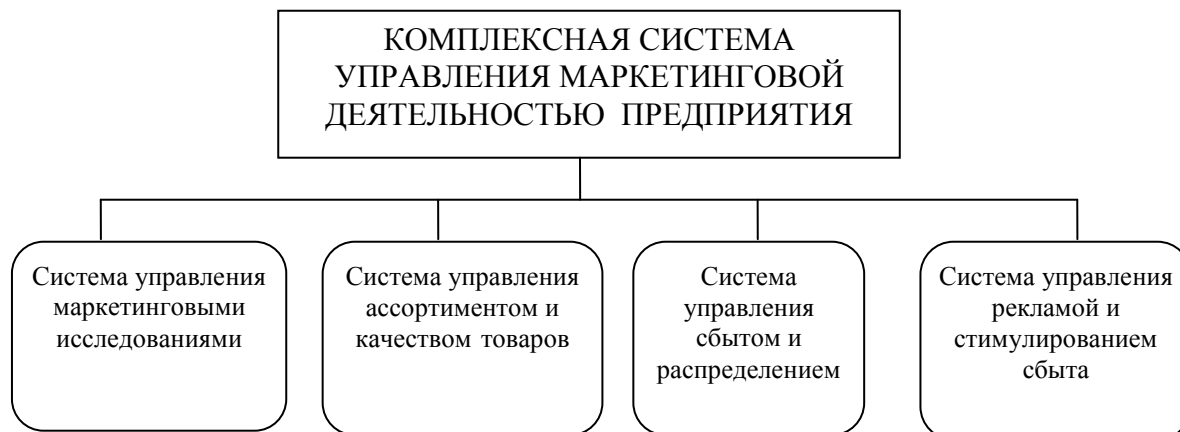 КОМПЛЕКСНАЯ СИСТЕМА
УПРАВЛЕНИЯ МАРКЕТИНГОВОЙ
ДЕЯТЕЛЬНОСТЬЮ ПРЕДПРИЯТИЯ
Система управления
маркетинговыми
исследованиями
Система управления
ассортиментом и
качеством товаров
Система
управления
сбытом и
распределением
Система управления
рекламой и
стимулированием
сбыта